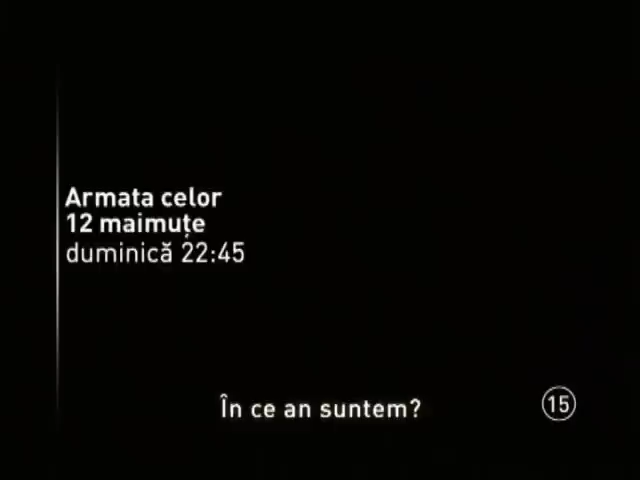 Armata celor
12 maimuțe
duminică 22:45
În ce an suntem?
15